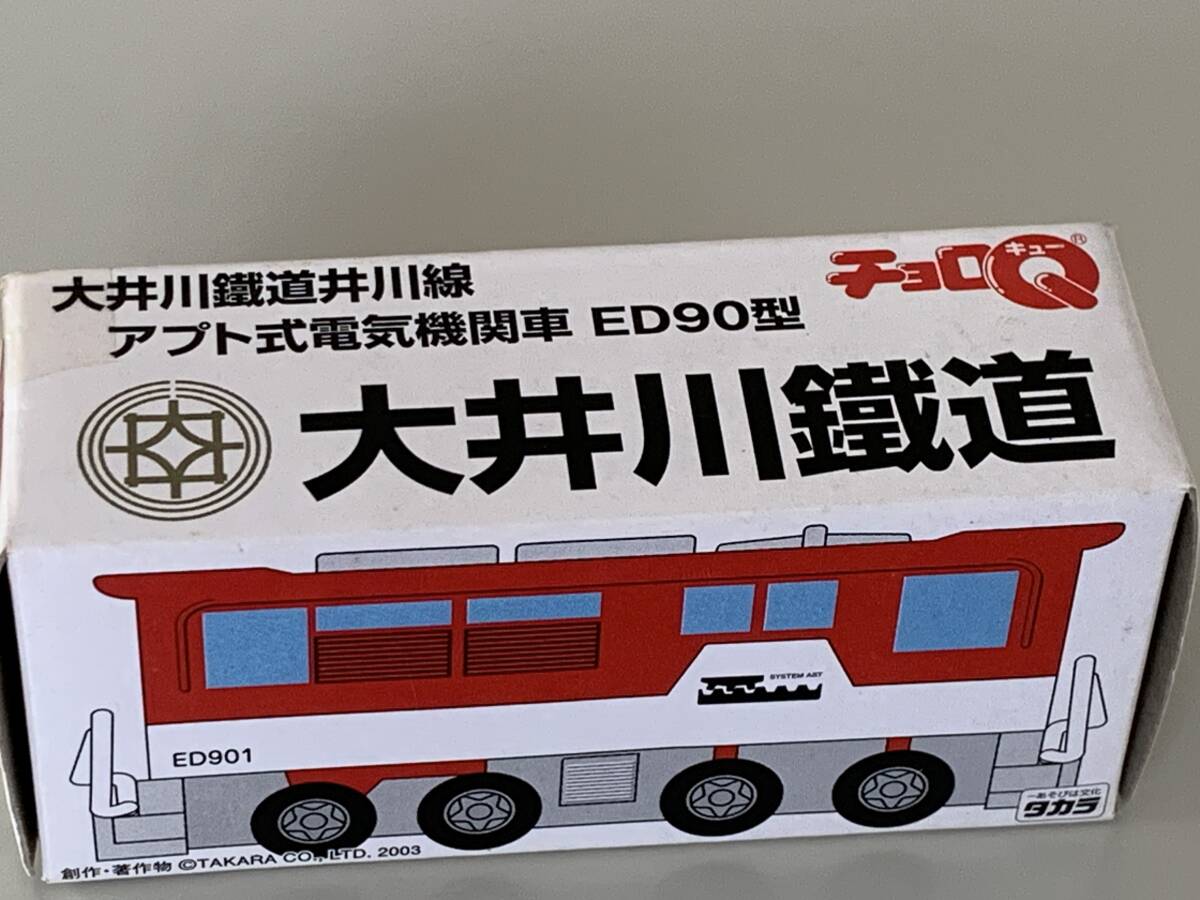 大井川鐵道井川線
アプト式電気機関車 ED90型
チョロQ®
キュー
大井川鐵道
SYSTEM ABT
ED901
一あそびは文化
タカラ
創作・著作物 ©TAKARA CO., LTD. 2003